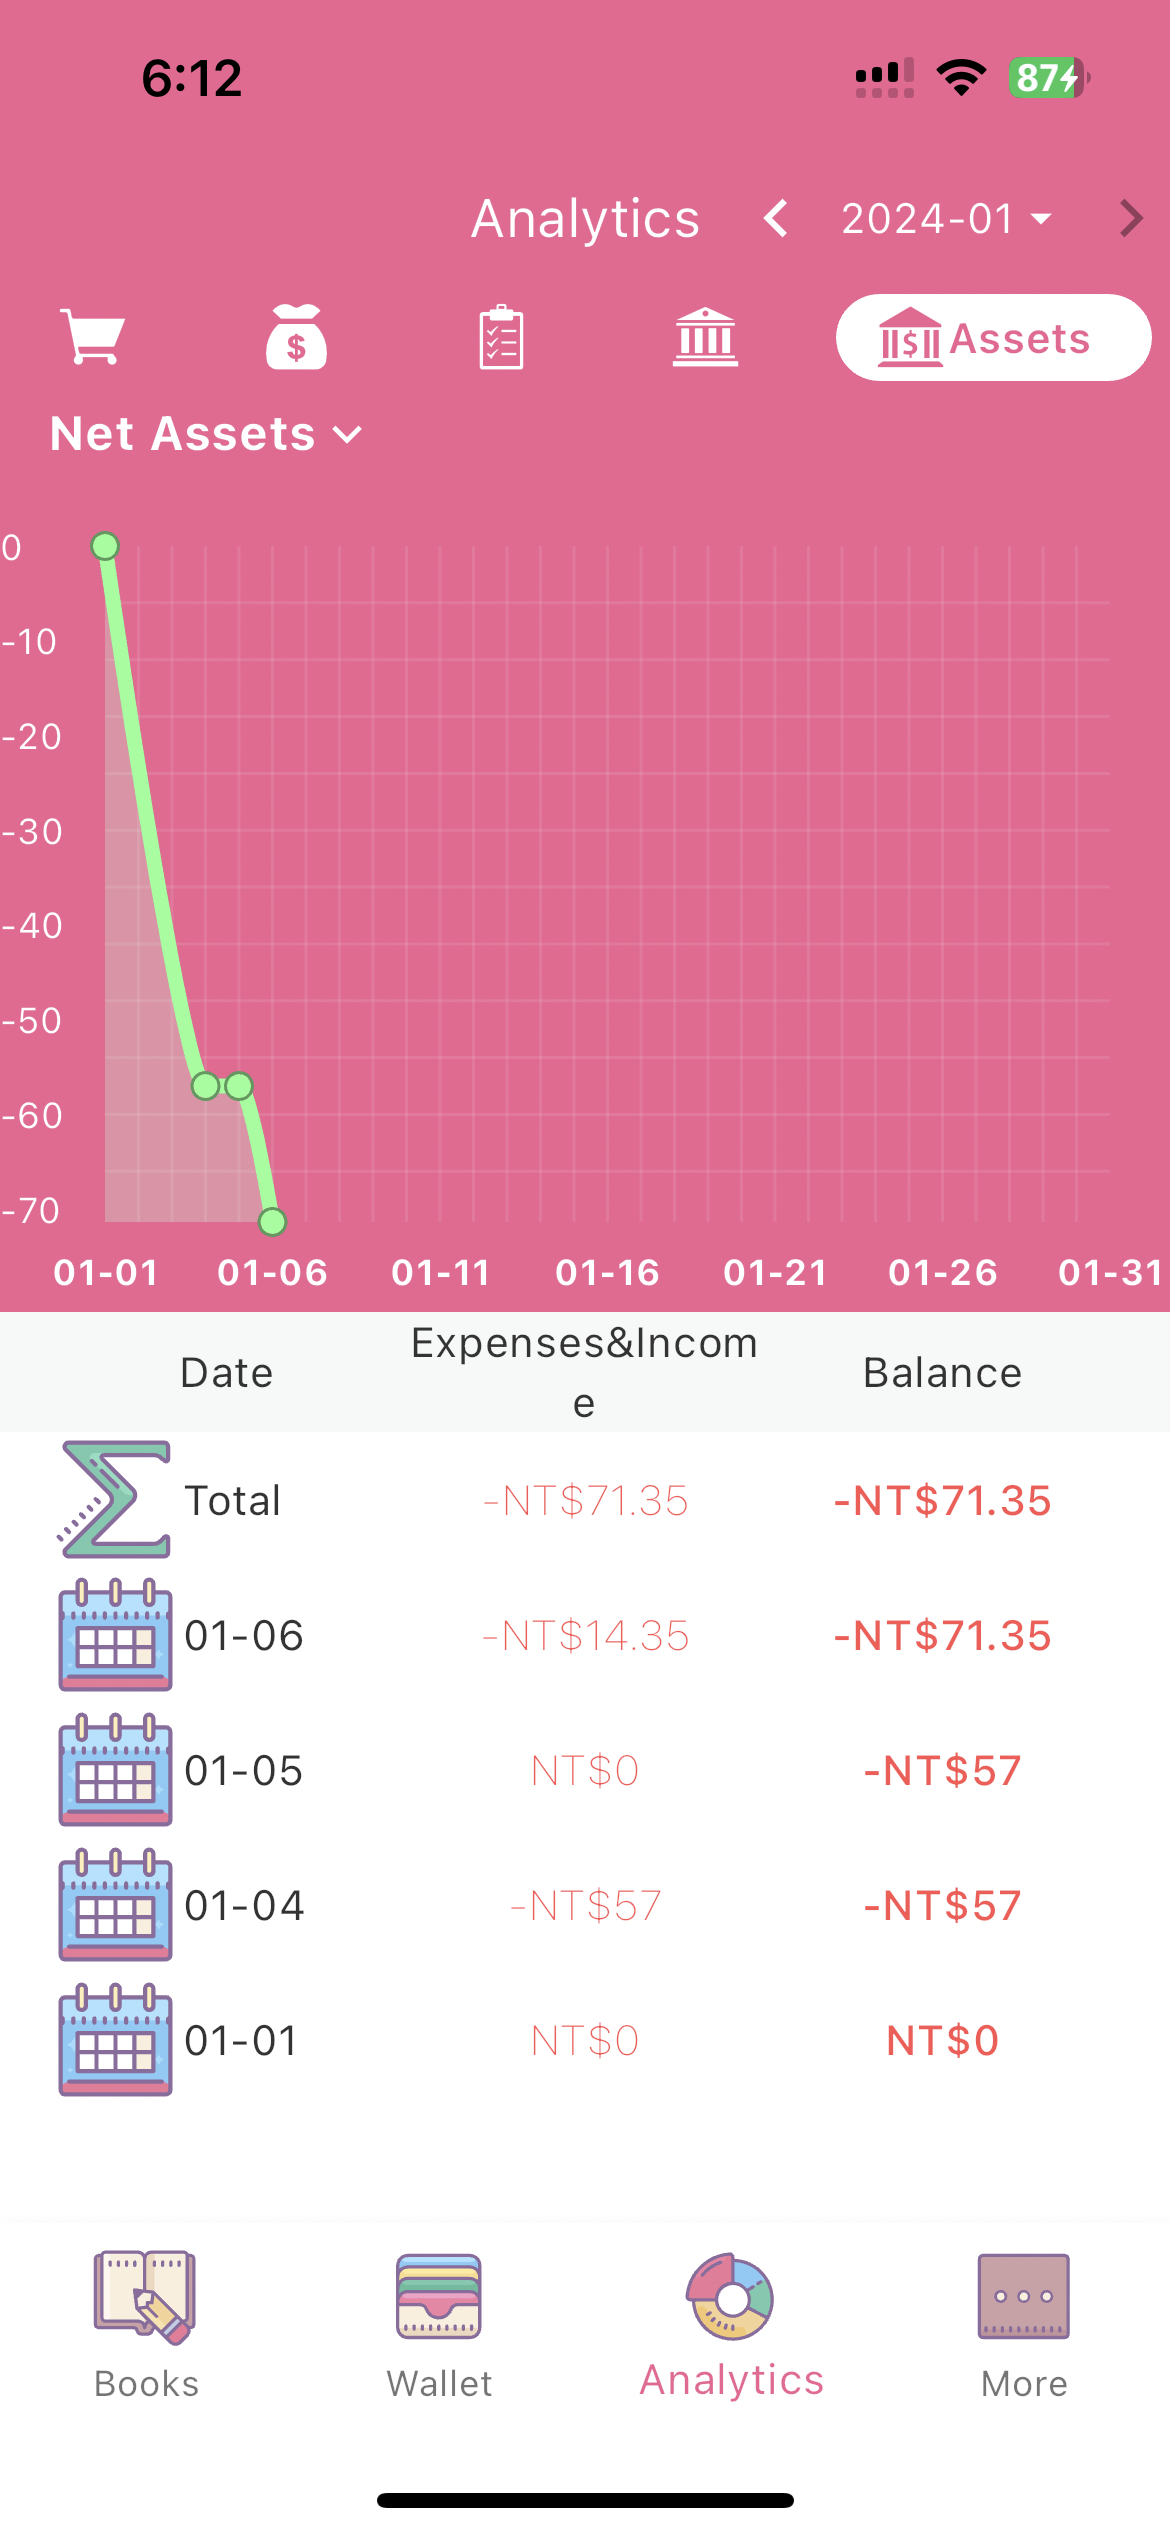 6:12
87
Analytics 2024-01
Assets
Net Assets
0
-10
-20
-30
-40
-50
-60
-70
01-01 01-06 01-11 01-16 01-21 01-26 01-31
Date Expenses&Incom
e Balance
Total -NT$71.35 -NT$71.35
01-06 -NT$14.35 -NT$71.35
01-05 NT$0 -NT$57
01-04 -NT$57 -NT$57
01-01 NT$0 NT$0
Books Wallet Analytics More